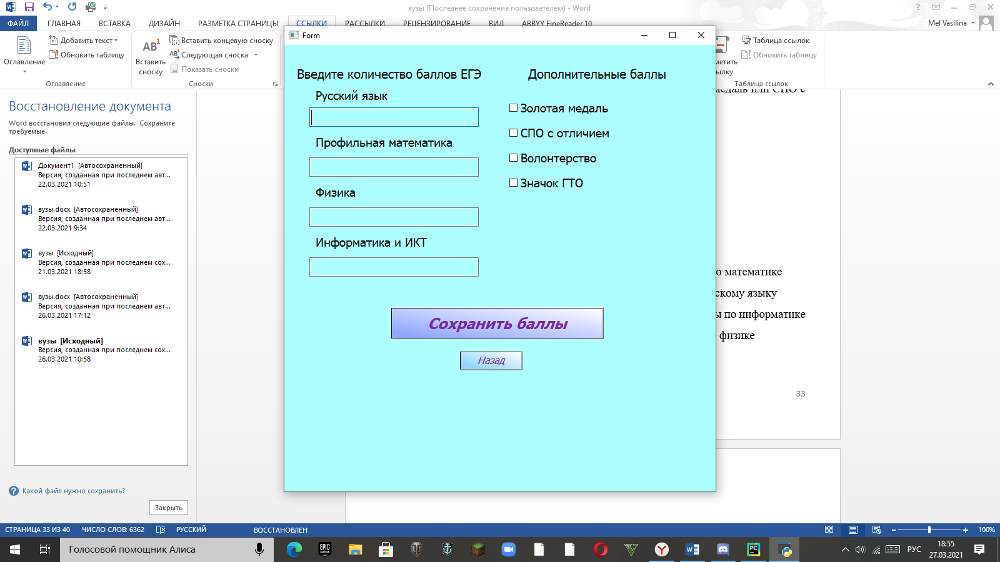 вузы (Последнее сохранение пользователем) - Word
ФАЙЛ ГЛАВНАЯ ВСТАВКА ДИЗАЙН РАЗМЕТКА СТРАНИЦЫ ССЫЛКИ РАССЫЛКИ РЕЦЕНЗИРОВАНИЕ ВИД ABBYY FineReader 10 Mel Vasilina
Оглавление
Добавить текст
Обновить таблицу
Оглавление
AB1
Вставить
сноску
Вставить концевую сноску
Следующая сноска
Показать сноски
Сноски
Таблица ссылок
Обновить таблицу
Таблица ссылок
Восстановление документа
Word восстановил следующие файлы. Сохраните
требуемые.
Доступные файлы
Документ1 [Автосохраненный]
Версия, созданная при последнем авт...
22.03.2021 10:51
вузы.docx [Автосохраненный]
Версия, созданная при последнем авт...
22.03.2021 9:34
вузы [Исходный]
Версия, созданная при последнем сох...
21.03.2021 18:58
вузы.docx [Автосохраненный]
Версия, созданная при последнем авт...
26.03.2021 17:12
вузы [Исходный]
Версия, созданная при последнем сох...
26.03.2021 10:58
Какой файл нужно сохранить?
Закрыть
Form
Введите количество баллов ЕГЭ
Русский язык
Профильная математика
Физика
Информатика и ИКТ
Дополнительные баллы
Золотая медаль
СПО с отличием
Волонтерство
Значок ГТО
Сохранить баллы
Назад
медаль или СПО с
о математике
скому языку
ы по информатике
физике
33
СТРАНИЦА 33 ИЗ 40 ЧИСЛО СЛОВ: 6362 РУССКИЙ ВОССТАНОВЛЕН 100%
Голосовой помощник Алиса
РУС
18:55
27.03.2021